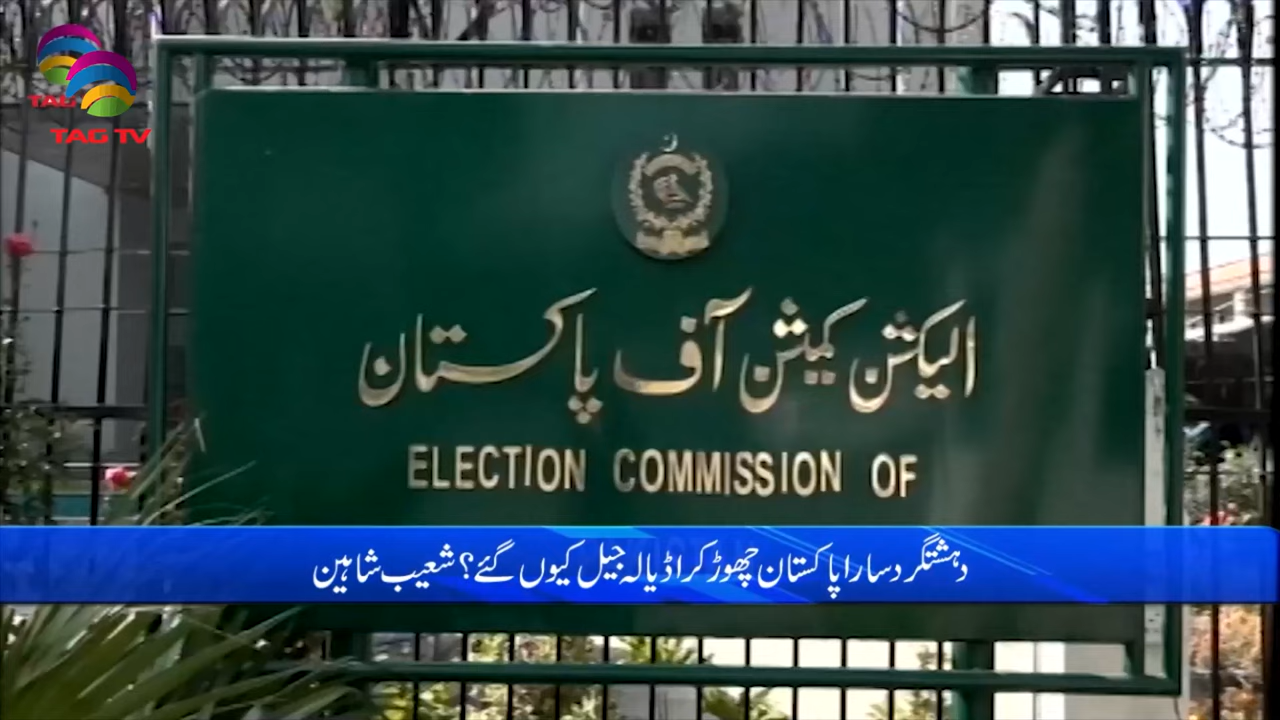 TAG
TAG TV
الیکشن کمیشن آف پاکستان
ELECTION COMMISSION OF
دہشتگرد سارا پاکستان چھوڑ کر اڈیالہ جیل کیوں گئے؟ شعیب شاہین